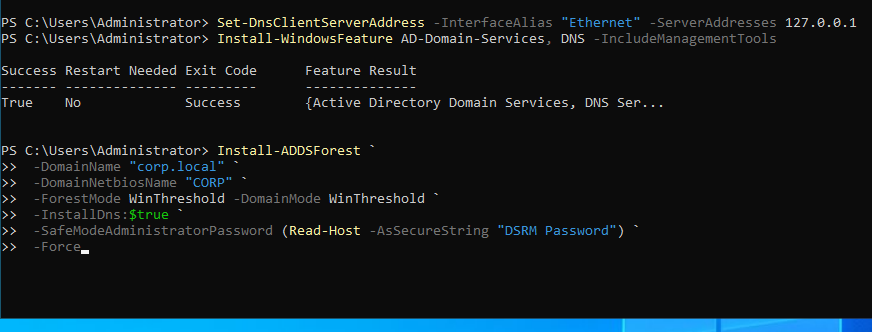 PS C:\Users\Administrator> Set-DnsClientServerAddress -InterfaceAlias "Ethernet" -ServerAddresses 127.0.0.1
PS C:\Users\Administrator> Install-WindowsFeature AD-Domain-Services, DNS -IncludeManagementTools
Success Restart Needed Exit Code      Feature Result
------- -------------- ---------      --------------
True    No             Success        {Active Directory Domain Services, DNS Ser...
PS C:\Users\Administrator> Install-ADDSForest `
>>  -DomainName "corp.local" `
>>  -DomainNetbiosName "CORP" `
>>  -ForestMode WinThreshold -DomainMode WinThreshold `
>>  -InstallDns:$true `
>>  -SafeModeAdministratorPassword (Read-Host -AsSecureString "DSRM Password") `
>>  -Force